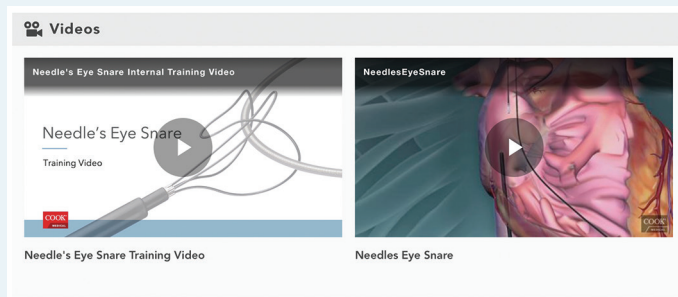 Videos
Needle's Eye Snare Internal Training Video
NeedlesEyeSnare
Needle's Eye Snare
Training Video
COOK
MEDICAL
COOK
Needle's Eye Snare Training Video
Needles Eye Snare